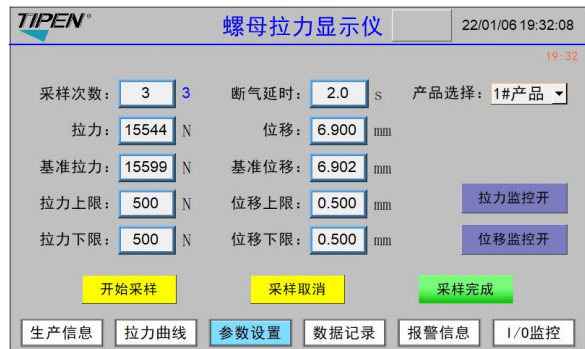 TIPEN® 螺母拉力显示仪 22/01/06 19:32:08
19:32
采样次数: 3 3 断气延时: 2.0 s 产品选择: 1#产品
拉力: 15544 N 位移: 6.900 mm
基准拉力: 15599 N 基准位移: 6.902 mm
拉力上限: 500 N 位移上限: 0.500 mm 拉力监控开
拉力下限: 500 N 位移下限: 0.500 mm 位移监控开
开始采样 采样取消 采样完成
生产信息 拉力曲线 参数设置 数据记录 报警信息 I/O监控